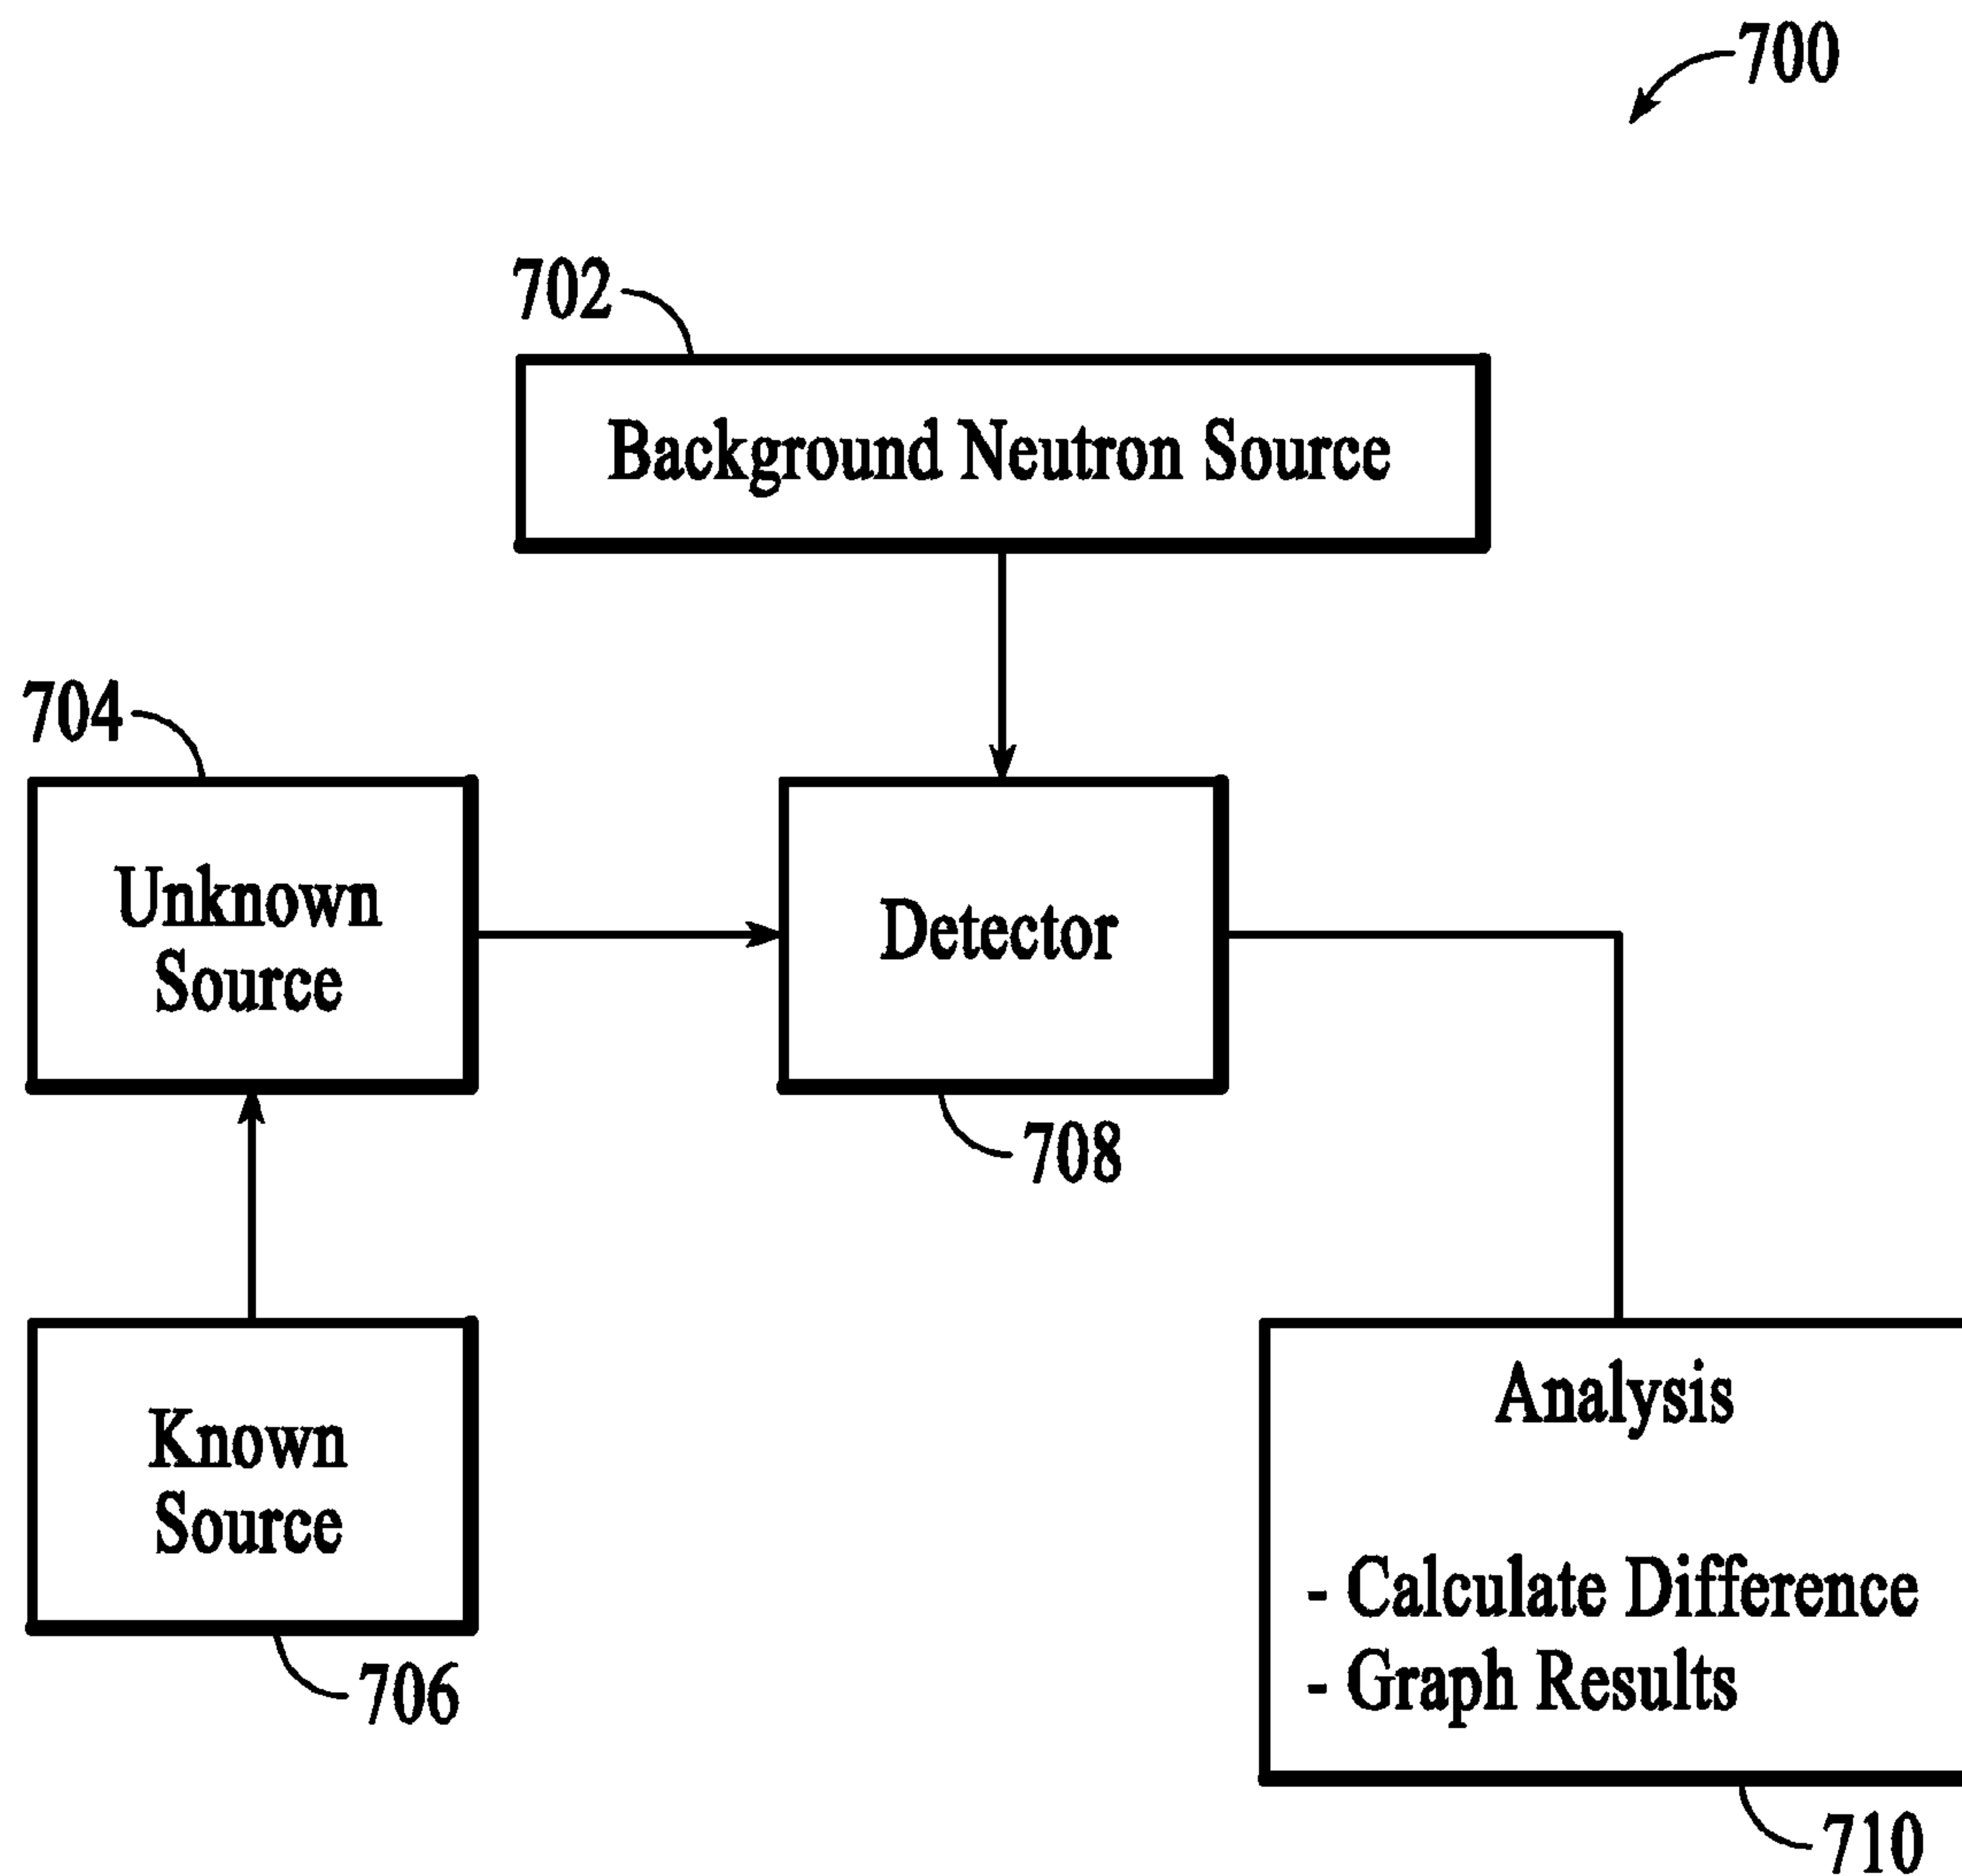 700
702
Background Neutron Source
704
Unknown
Source
Detector
708
Known
Source
706
Analysis
- Calculate Difference
- Graph Results
710